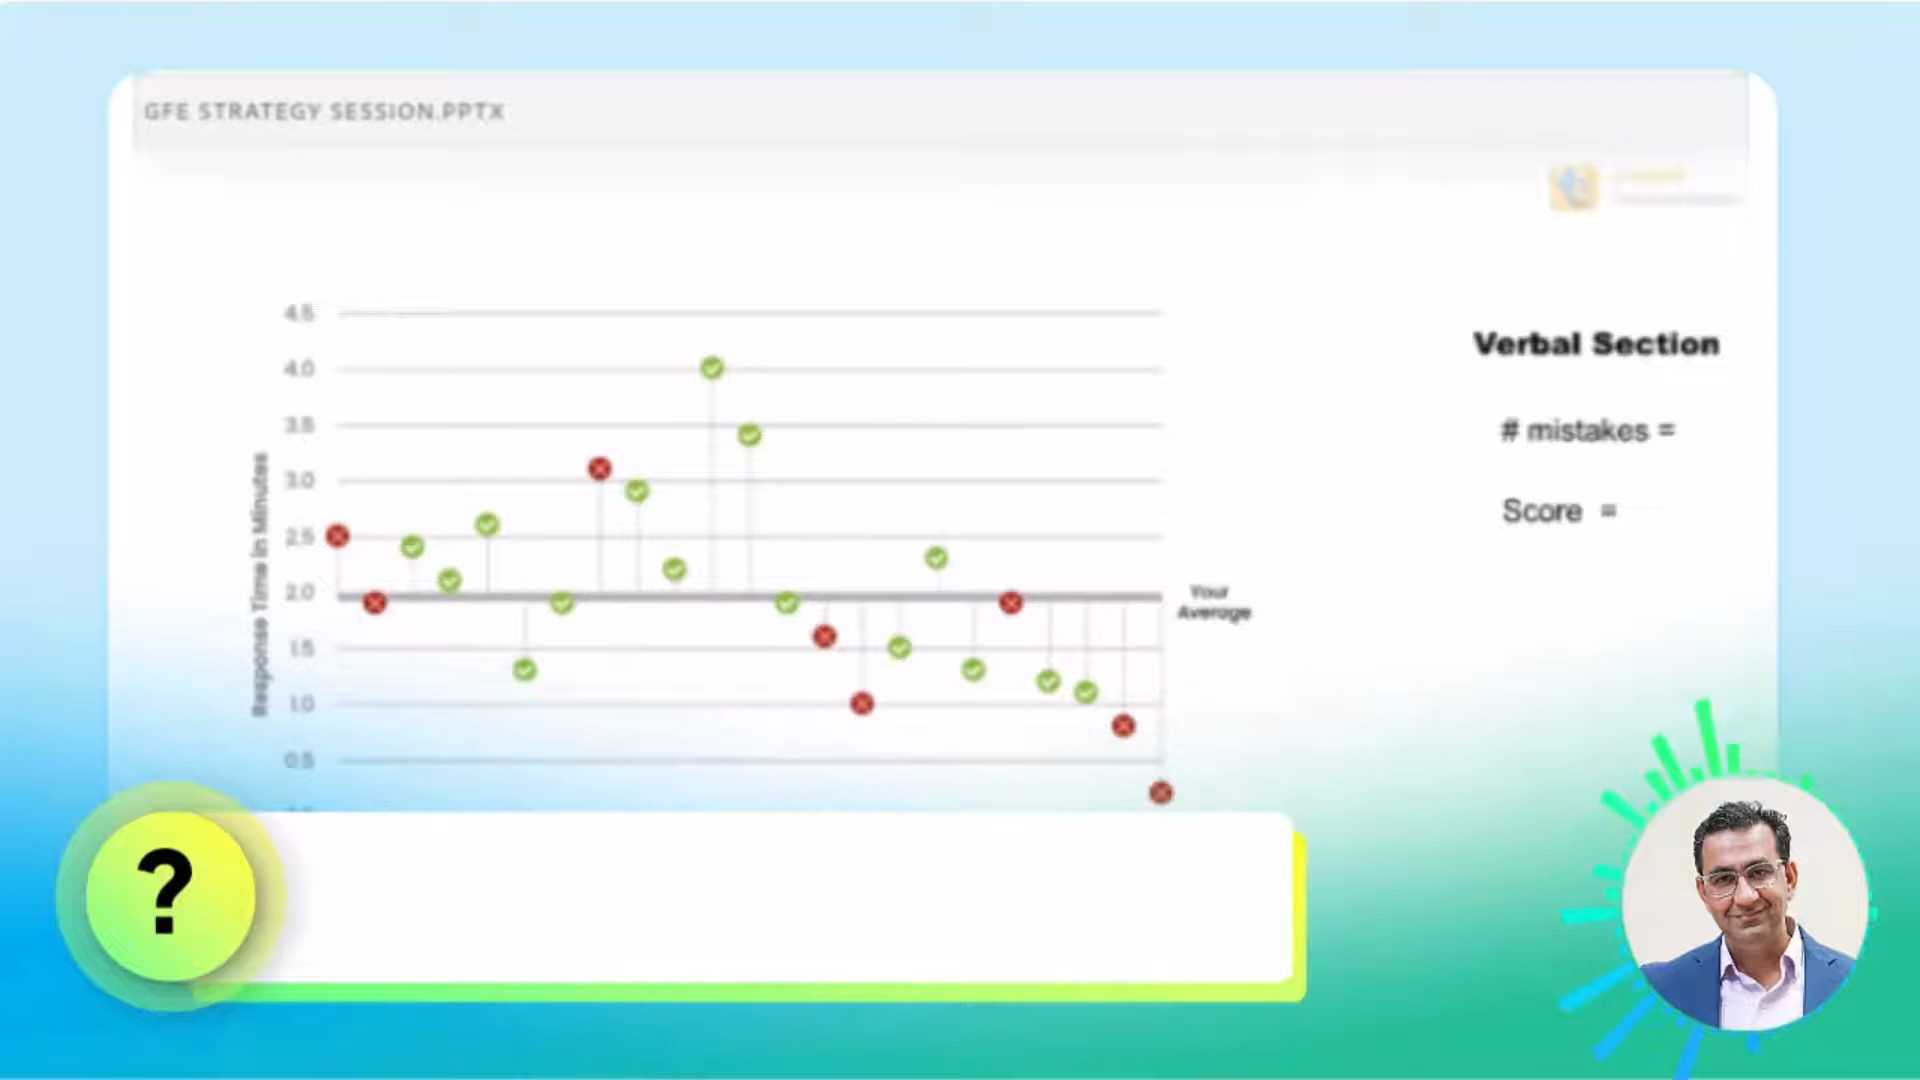 GFE STRATEGY SESSION.PPTX
4.5
4.0
3.5
3.0
2.5
2.0
1.5
1.0
0.5
Response Time in Minutes
Your
Average
Verbal Section
# mistakes =
Score =
?